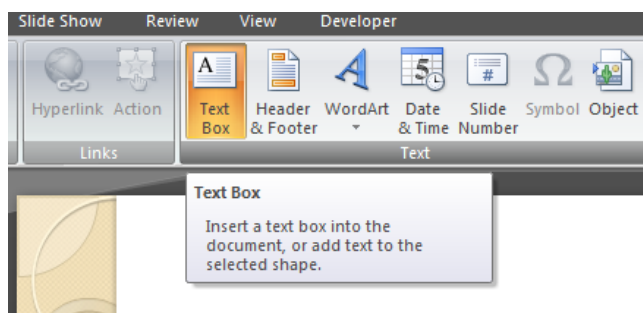 Slide Show Review View Developer
A 5 # Ω
Hyperlink Action Text Box Header & Footer WordArt Date & Time Slide Number Symbol Object
Links Text
Text Box
Insert a text box into the
document, or add text to the
selected shape.